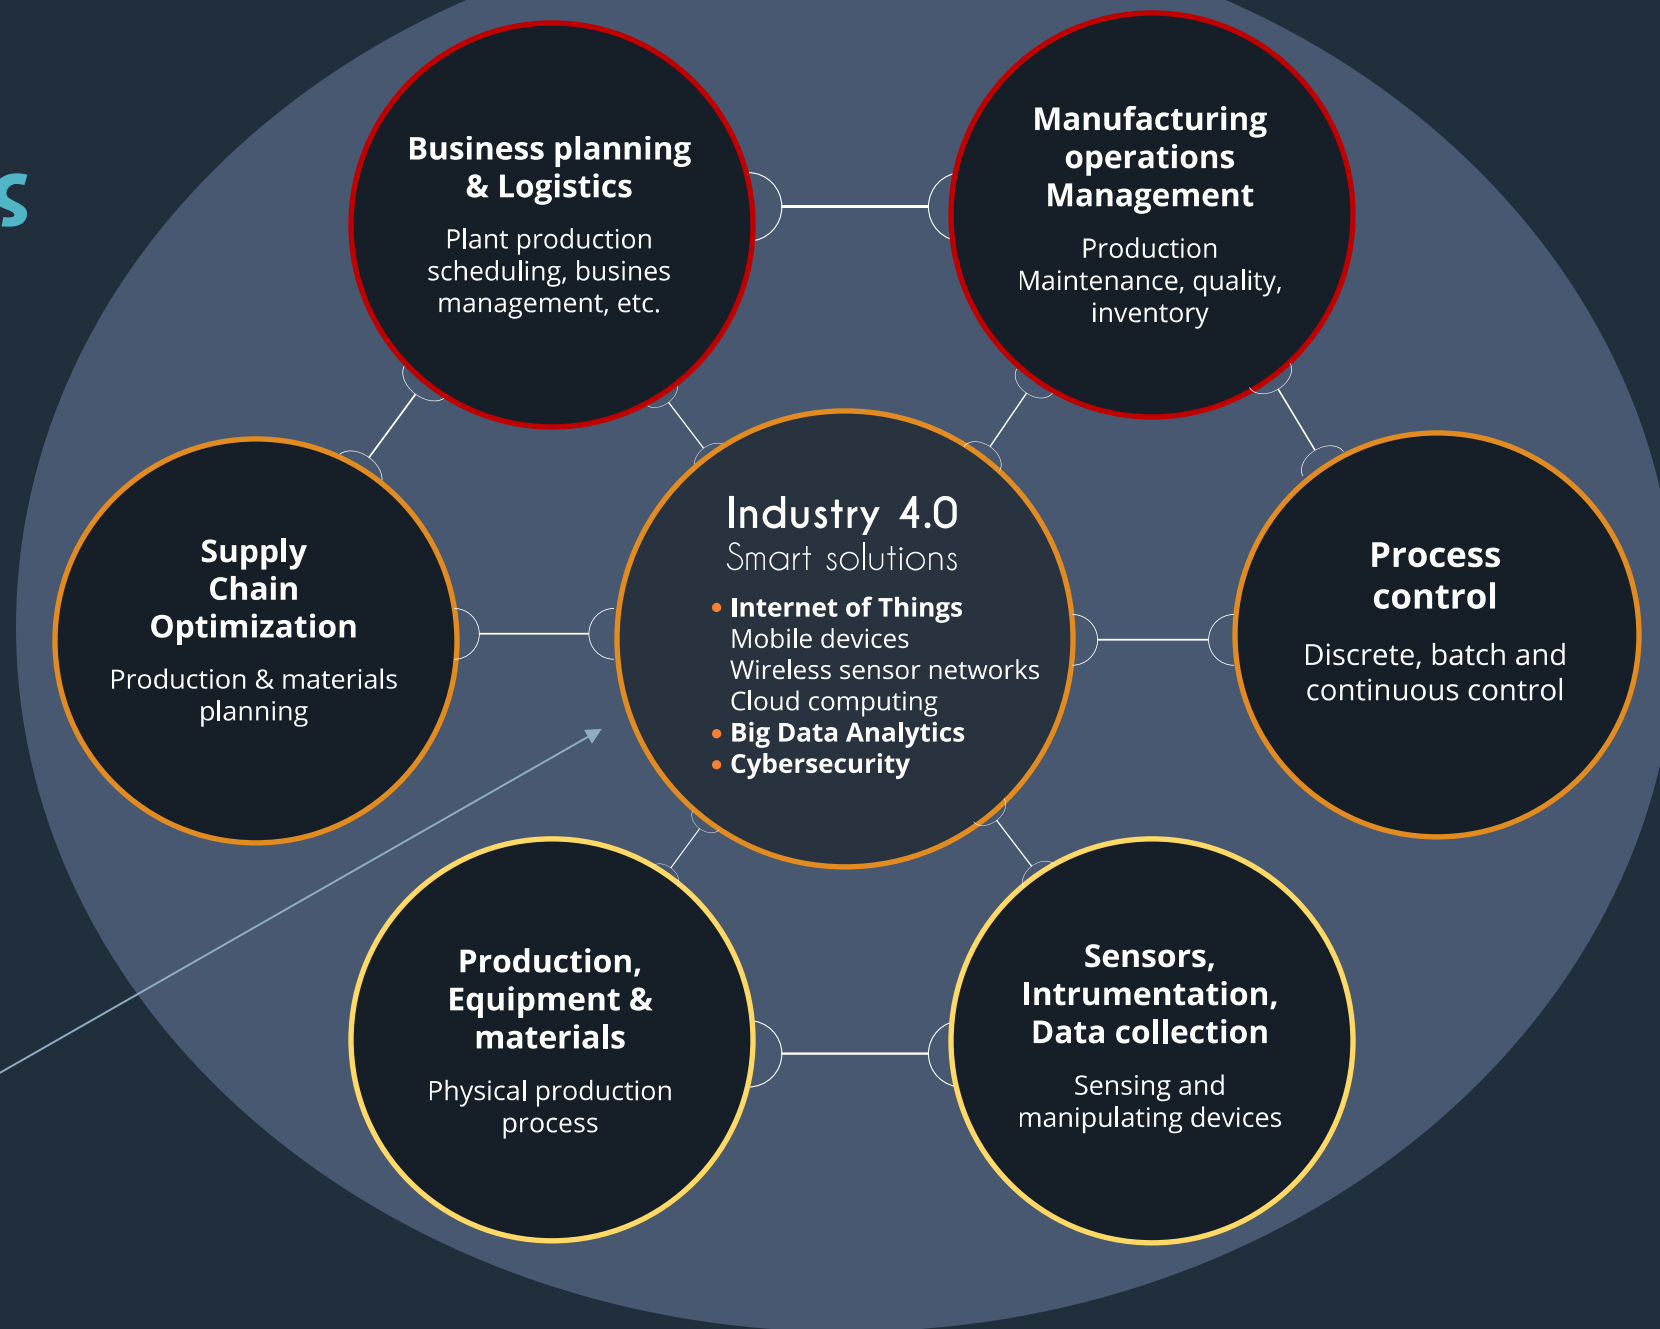 s
Business planning
& Logistics
Plant production
scheduling, busines
management, etc.
Manufacturing
operations
Management
Production
Maintenance, quality,
inventory
Supply
Chain
Optimization
Production & materials
planning
Industry 4.0
Smart solutions
• Internet of Things
Mobile devices
Wireless sensor networks
Cloud computing
• Big Data Analytics
• Cybersecurity
Process
control
Discrete, batch and
continuous control
Production,
Equipment &
materials
Physical production
process
Sensors,
Intrumentation,
Data collection
Sensing and
manipulating devices